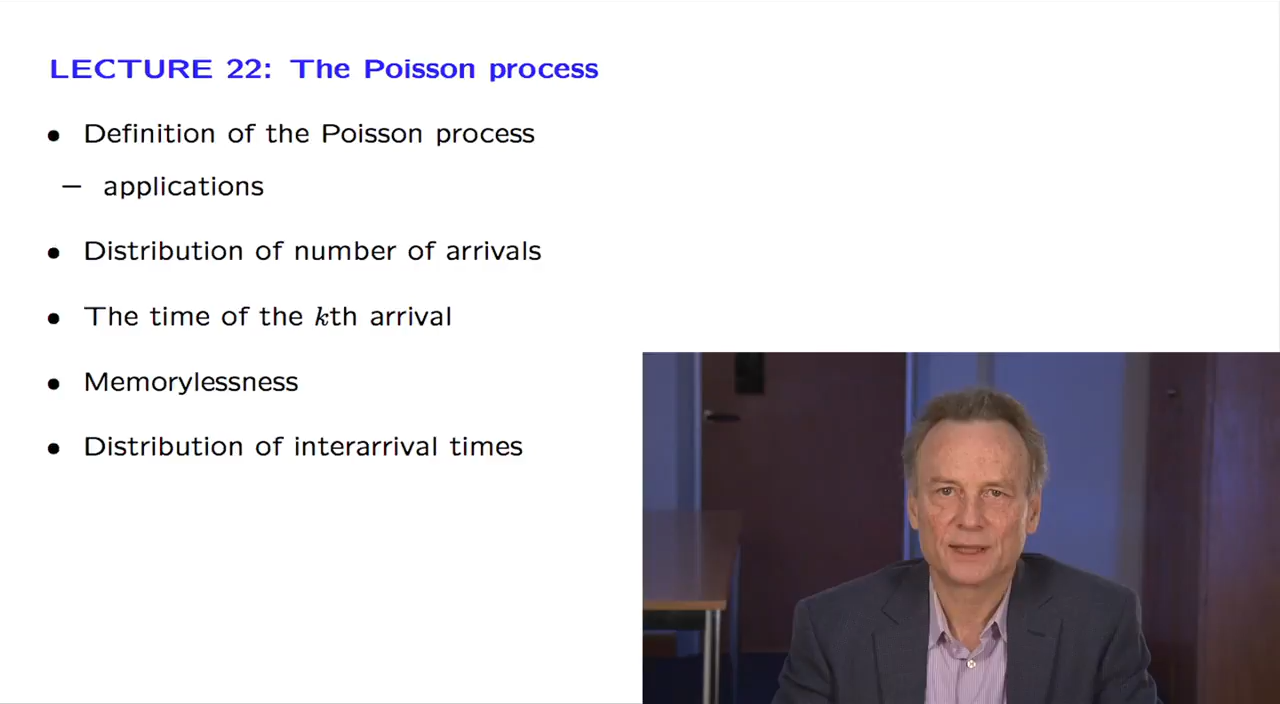 LECTURE 22: The Poisson process
• Definition of the Poisson process
– applications
• Distribution of number of arrivals
• The time of the kth arrival
• Memorylessness
• Distribution of interarrival times